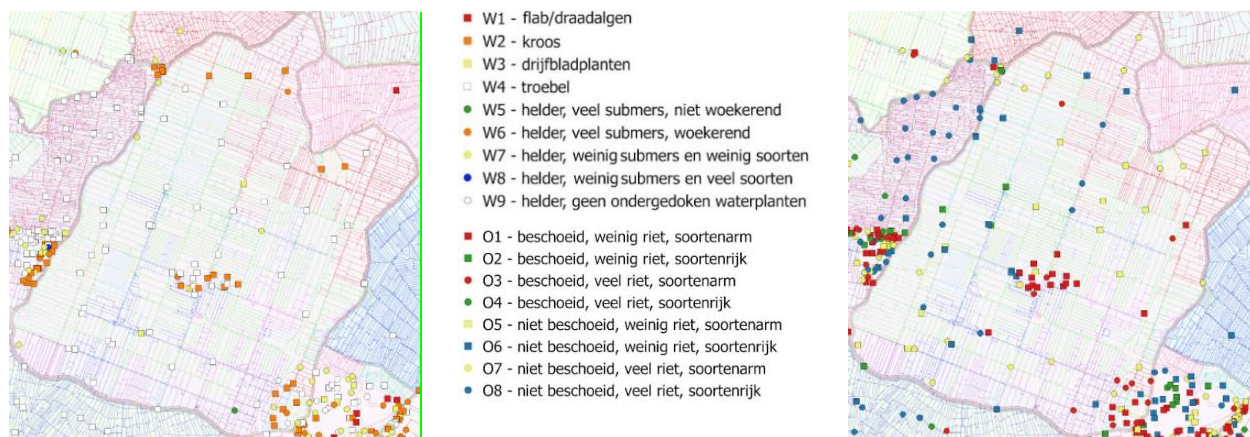 W1 - flab/draadalgen
W2 - kroos
W3 - drijfbladplanten
W4 - troebel
W5 - helder, veel submers, niet woekerend
W6 - helder, veel submers, woekerend
W7 - helder, weinig submers en weinig soorten
W8 - helder, weinig submers en veel soorten
W9 - helder, geen ondergedoken waterplanten
O1 - beschoeid, weinig riet, soortenarm
O2 - beschoeid, weinig riet, soortenrijk
O3 - beschoeid, veel riet, soortenarm
O4 - beschoeid, veel riet, soortenrijk
O5 - niet beschoeid, weinig riet, soortenarm
O6 - niet beschoeid, weinig riet, soortenrijk
O7 - niet beschoeid, veel riet, soortenarm
O8 - niet beschoeid, veel riet, soortenrijk